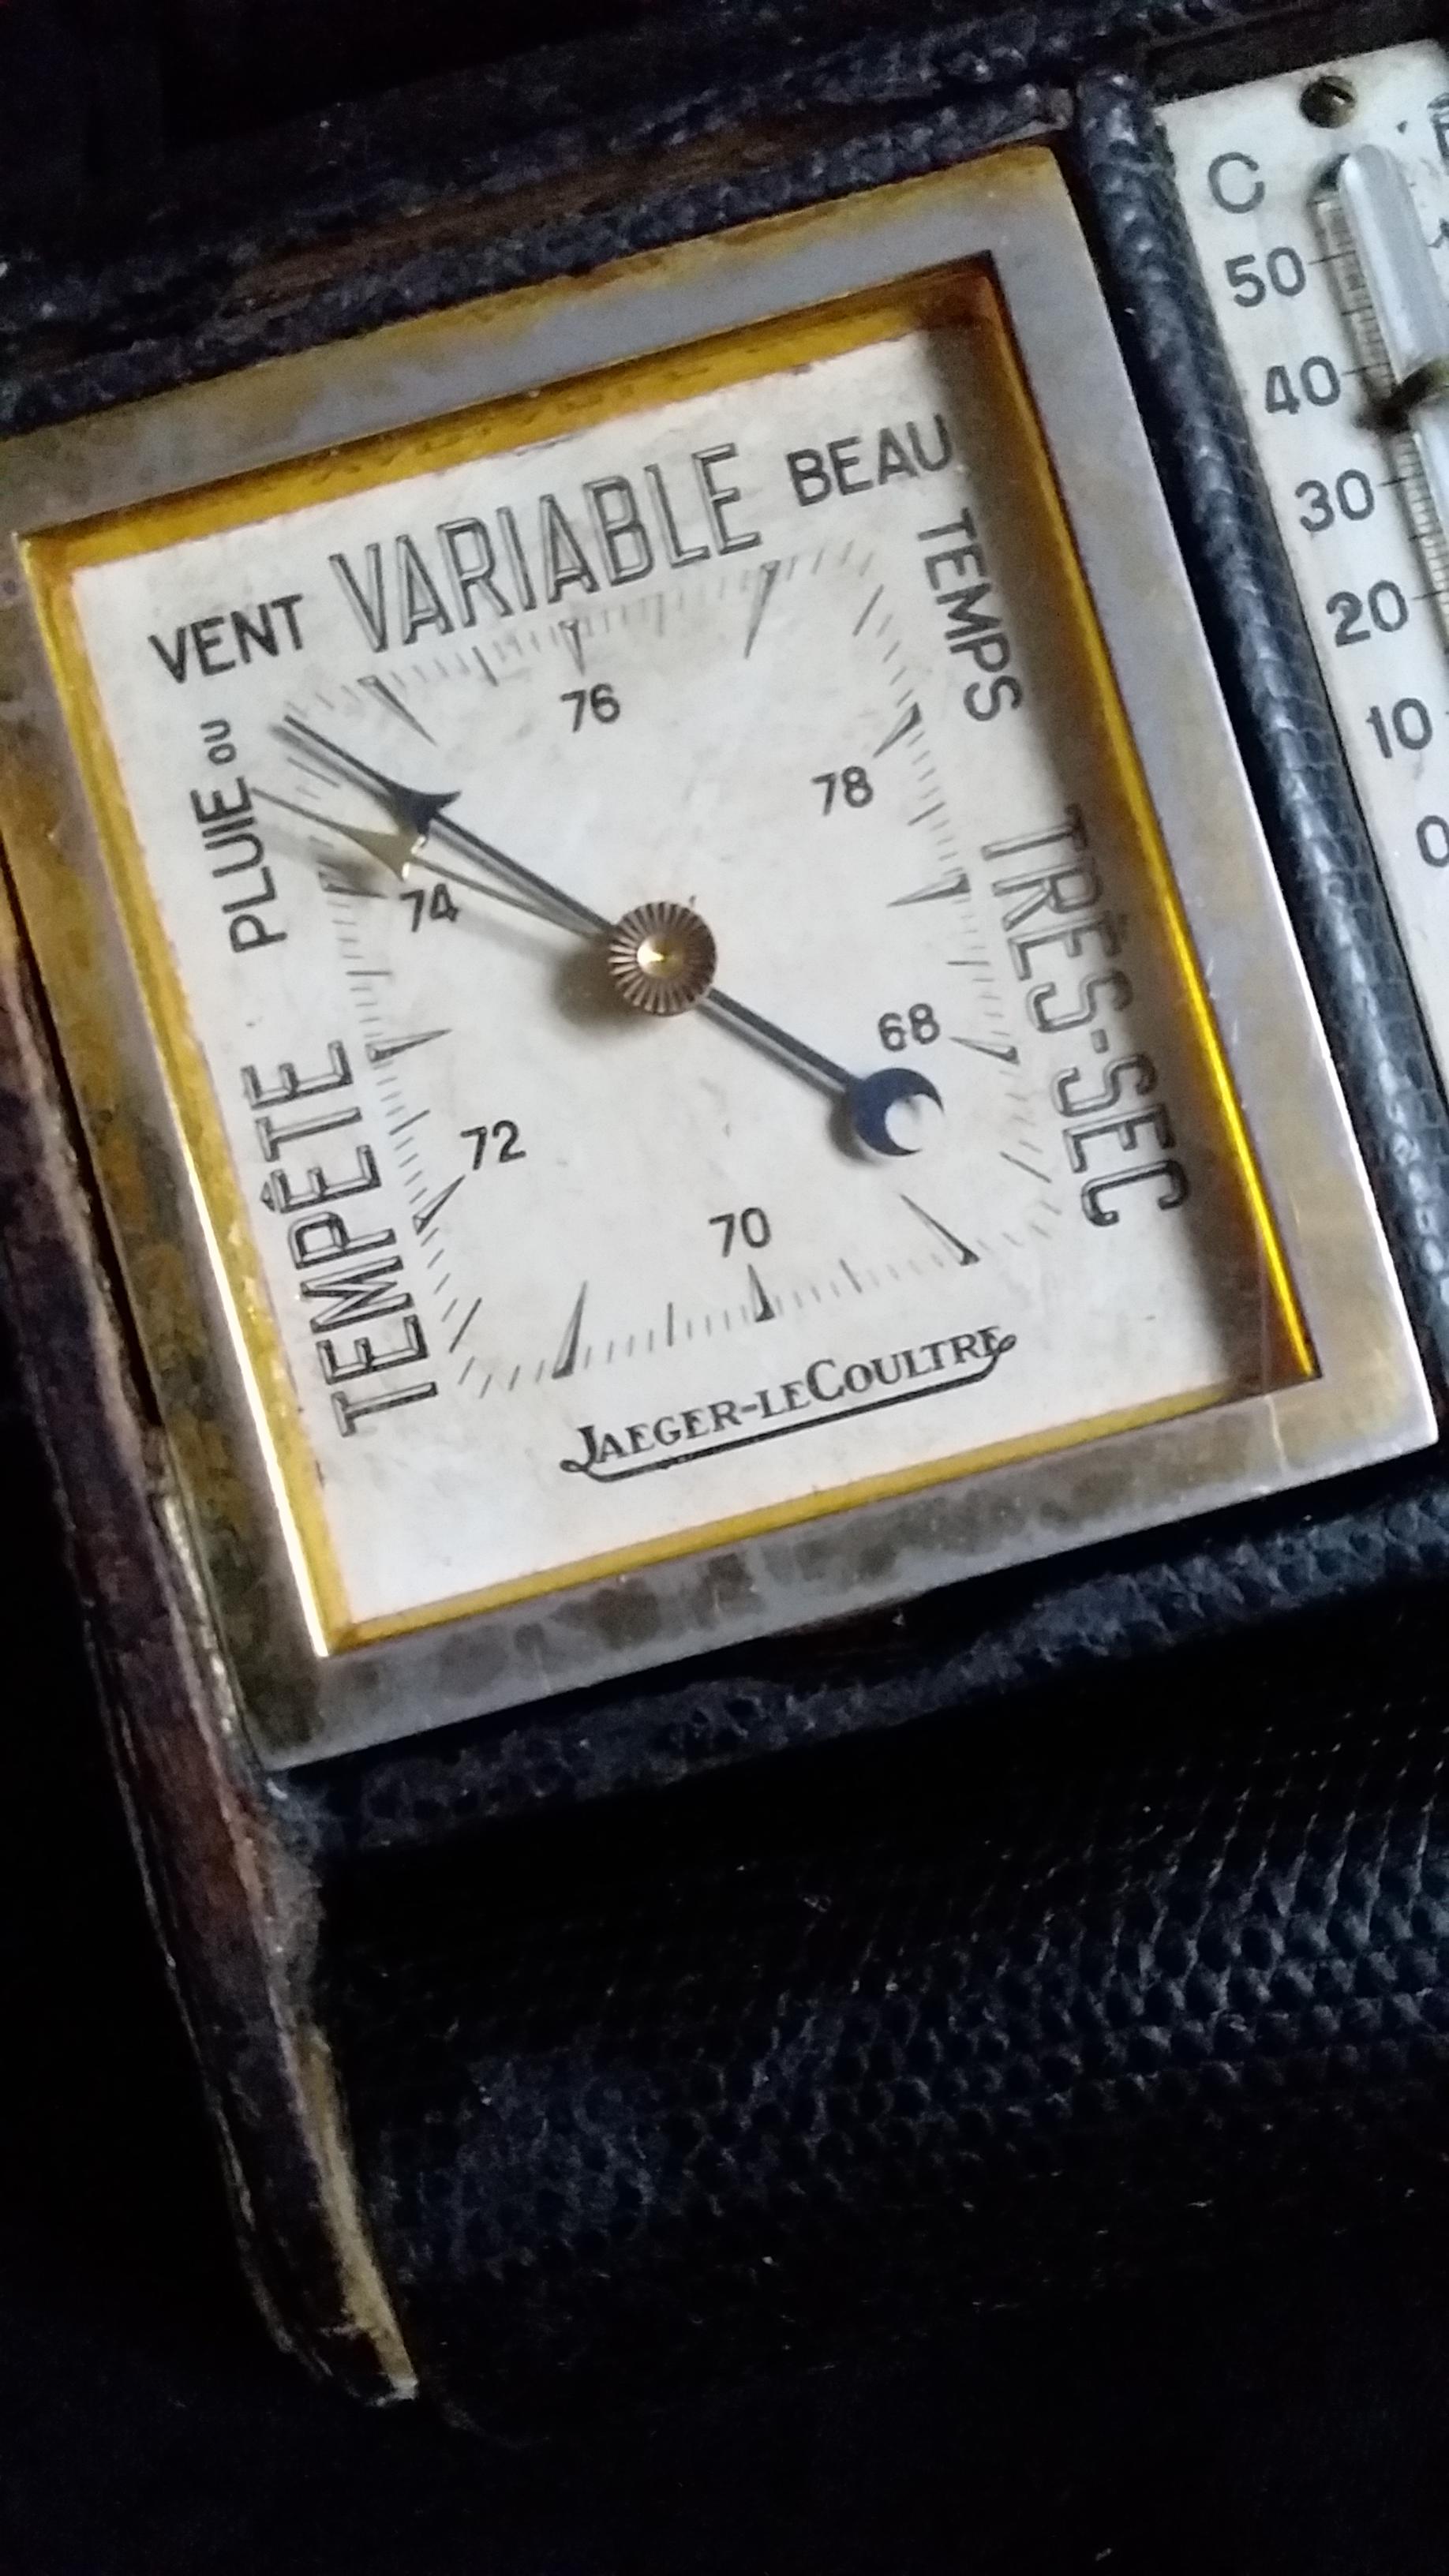 VENT VARIABLE BEAU
PLUIE OU
TEMPS
TEMPÊTE
TRÈS-SEC
76
78
74
68
72
70
JAEGER-LECOULTRE
C
50
40
30
20
10
0